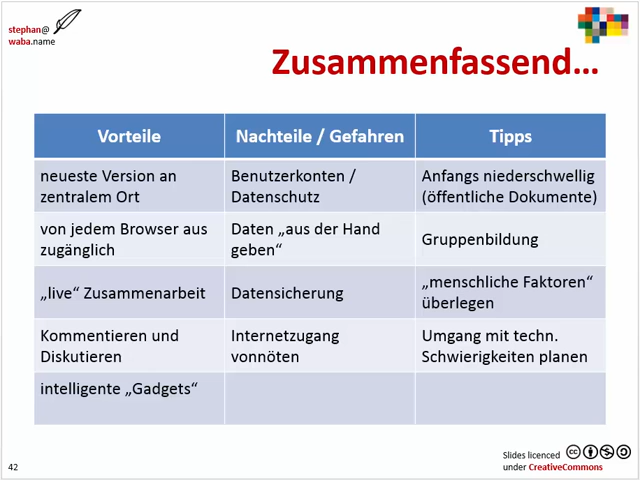 stephan@
waba.name
Zusammenfassend…
Vorteile
Nachteile / Gefahren
Tipps
neueste Version an
zentralem Ort
Benutzerkonten /
Datenschutz
Anfangs niederschwellig
(öffentliche Dokumente)
von jedem Browser aus
zugänglich
Daten „aus der Hand
geben“
Gruppenbildung
„live“ Zusammenarbeit
Datensicherung
„menschliche Faktoren“
überlegen
Kommentieren und
Diskutieren
Internetzugang
vonnöten
Umgang mit techn.
Schwierigkeiten planen
intelligente „Gadgets“
42
Slides licenced
under CreativeCommons